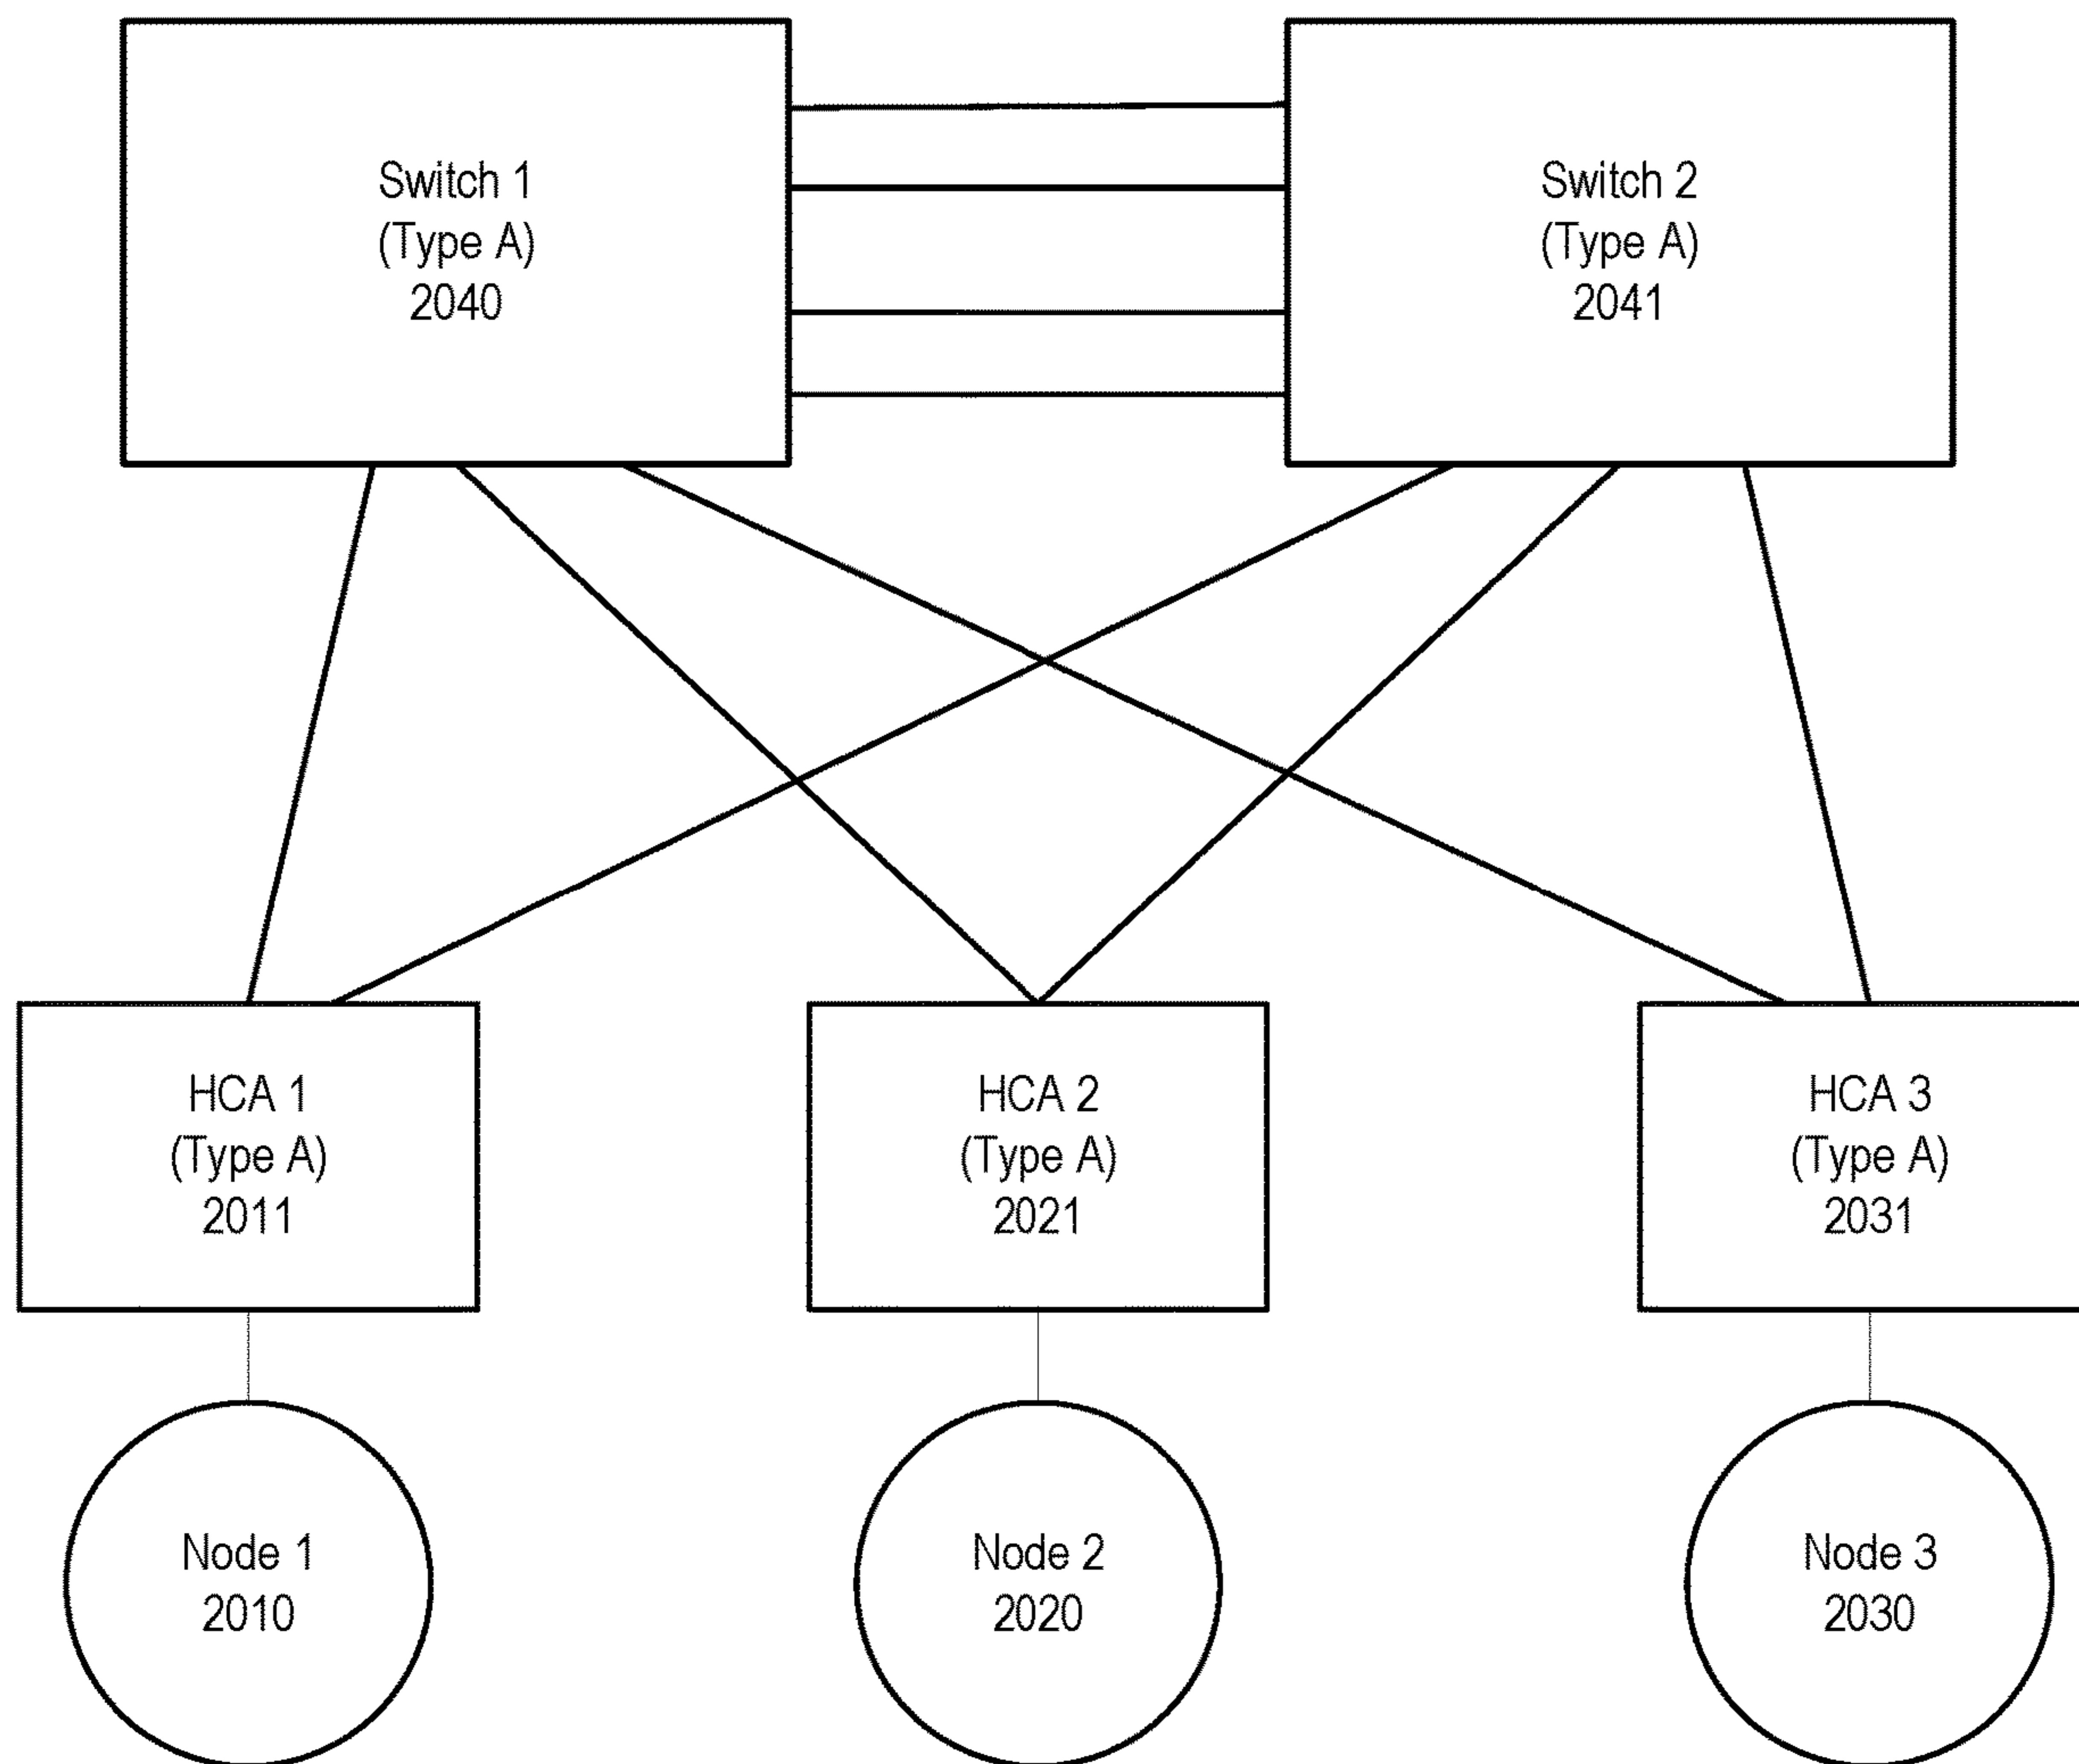 Switch 1
(Type A)
2040
Switch 2
(Type A)
2041
HCA 1
(Type A)
2011
HCA 2
(Type A)
2021
HCA 3
(Type A)
2031
Node 1
2010
Node 2
2020
Node 3
2030